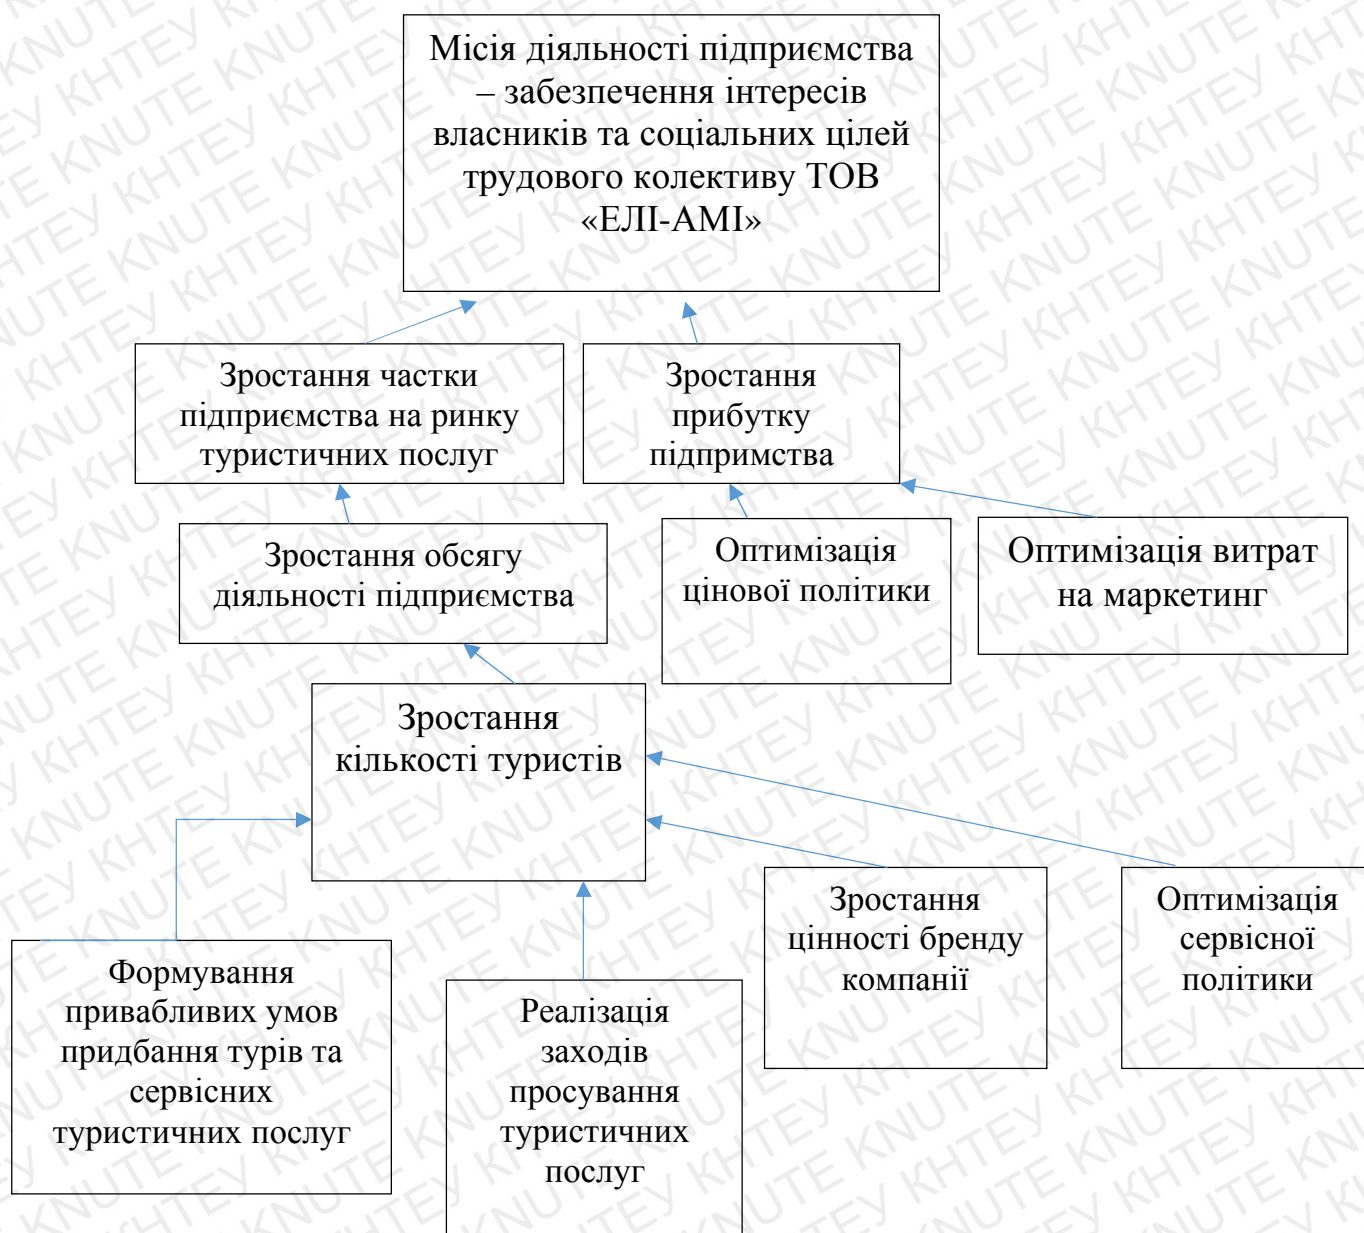 Місія діяльності підприємства
– забезпечення інтересів
власників та соціальних цілей
трудового колективу ТОВ
«ЕЛІ-АМІ»
Зростання частки
підприємства на ринку
туристичних послуг
Зростання
прибутку
підпримства
Зростання обсягу
діяльності підприємства
Оптимізація
цінової політики
Оптимізація витрат
на маркетинг
Зростання
кількості туристів
Формування
привабливих умов
придбання турів та
сервісних
туристичних послуг
Реалізація
заходів
просування
туристичних
послуг
Зростання
цінності бренду
компанії
Оптимізація
сервісної
політики